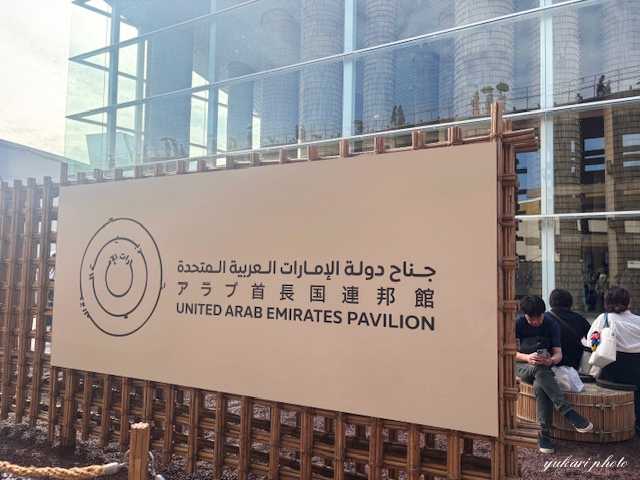 جناح دولة الإمارات العربية المتحدة
アラブ首長国連邦館
UNITED ARAB EMIRATES PAVILION
yukari photo